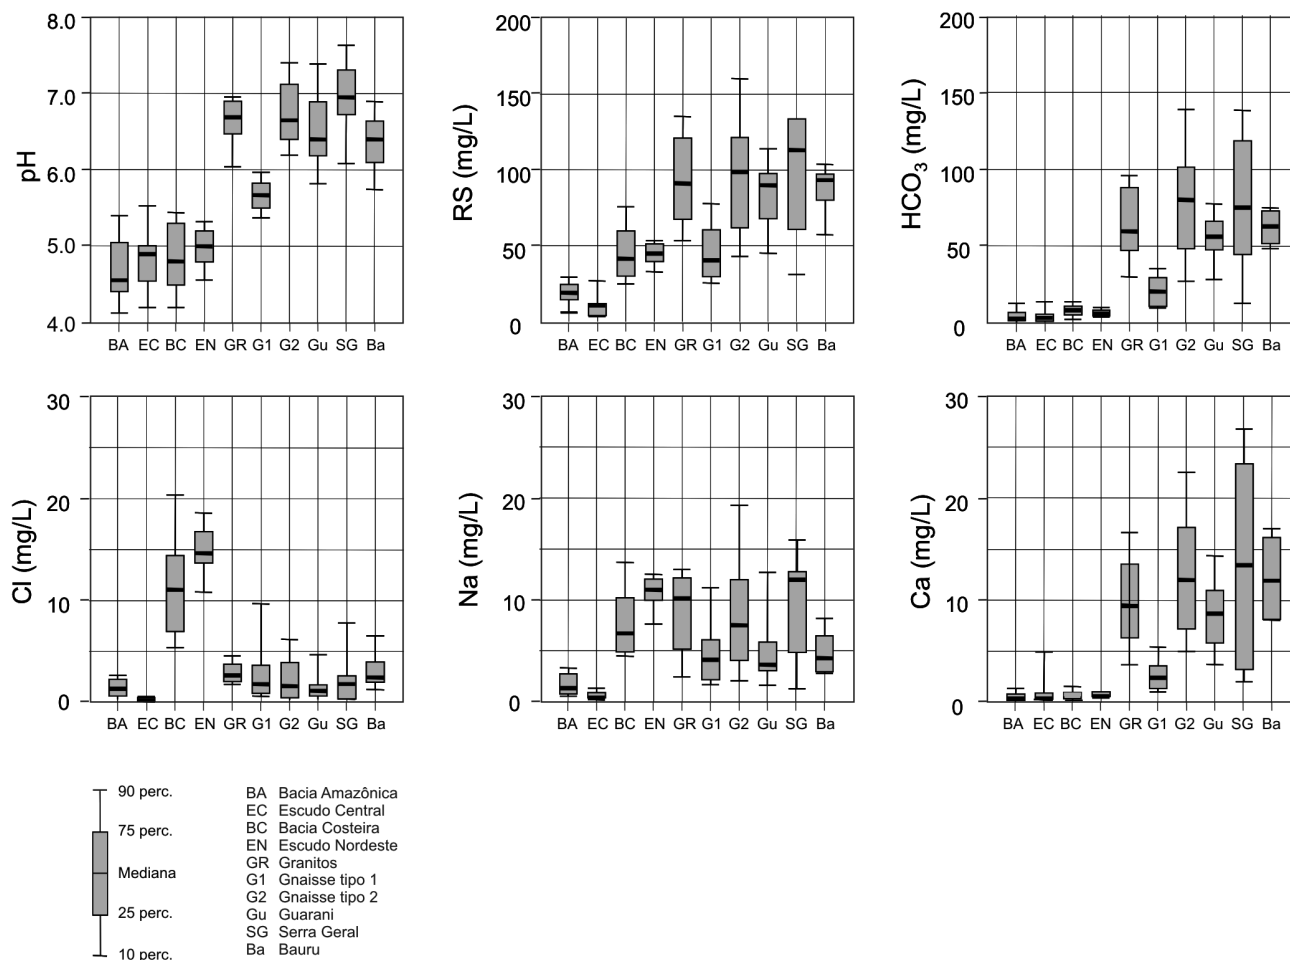 8.0
7.0
6.0
5.0
4.0
pH
BA EC BC EN GR G1 G2 Gu SG Ba
200
150
100
50
0
RS (mg/L)
BA EC BC EN GR G1 G2 Gu SG Ba
200
150
100
50
0
HCO₃ (mg/L)
BA EC BC EN GR G1 G2 Gu SG Ba
30
20
10
0
Cl (mg/L)
BA EC BC EN GR G1 G2 Gu SG Ba
30
20
10
0
Na (mg/L)
BA EC BC EN GR G1 G2 Gu SG Ba
30
20
10
0
Ca (mg/L)
BA EC BC EN GR G1 G2 Gu SG Ba
90 perc.
75 perc.
Mediana
25 perc.
10 perc.
BA Bacia Amazônica
EC Escudo Central
BC Bacia Costeira
EN Escudo Nordeste
GR Granitos
G1 Gnaisse tipo 1
G2 Gnaisse tipo 2
Gu Guarani
SG Serra Geral
Ba Bauru